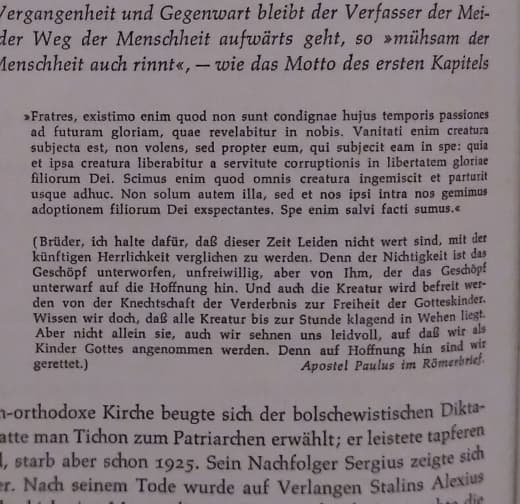 Vergangenheit und Gegenwart bleibt der Verfasser der Mei-
der Weg der Menschheit aufwärts geht, so »mühsam der
Menschheit auch rinnt«, — wie das Motto des ersten Kapitels
»Fratres, existimo enim quod non sunt condignae hujus temporis passiones
ad futuram gloriam, quae revelabitur in nobis. Vanitati enim creatura
subjecta est, non volens, sed propter eum, qui subjecit eam in spe: quia
et ipsa creatura liberabitur a servitute corruptionis in libertatem gloriae
filiorum Dei. Scimus enim quod omnis creatura ingemiscit et parturit
usque adhuc. Non solum autem illa, sed et nos ipsi intra nos gemimus
adoptionem filiorum Dei exspectantes. Spe enim salvi facti sumus.«
(Brüder, ich halte dafür, daß dieser Zeit Leiden nicht wert sind, mit der
künftigen Herrlichkeit verglichen zu werden. Denn der Nichtigkeit ist das
Geschöpf unterworfen, unfreiwillig, aber von Ihm, der das Geschöpf
unterwarf auf die Hoffnung hin. Und auch die Kreatur wird befreit wer-
den von der Knechtschaft der Verderbnis zur Freiheit der Gotteskinder.
Wissen wir doch, daß alle Kreatur bis zur Stunde klagend in Wehen liegt.
Aber nicht allein sie, auch wir sehnen uns leidvoll, auf daß wir als
Kinder Gottes angenommen werden. Denn auf Hoffnung hin sind wir
gerettet.) Apostel Paulus im Römerbrief.
n-orthodoxe Kirche beugte sich der bolschewistischen Dikta-
atte man Tichon zum Patriarchen erwählt; er leistete tapferen
l, starb aber schon 1925. Sein Nachfolger Sergius zeigte sich
er. Nach seinem Tode wurde auf Verlangen Stalins Alexius
die